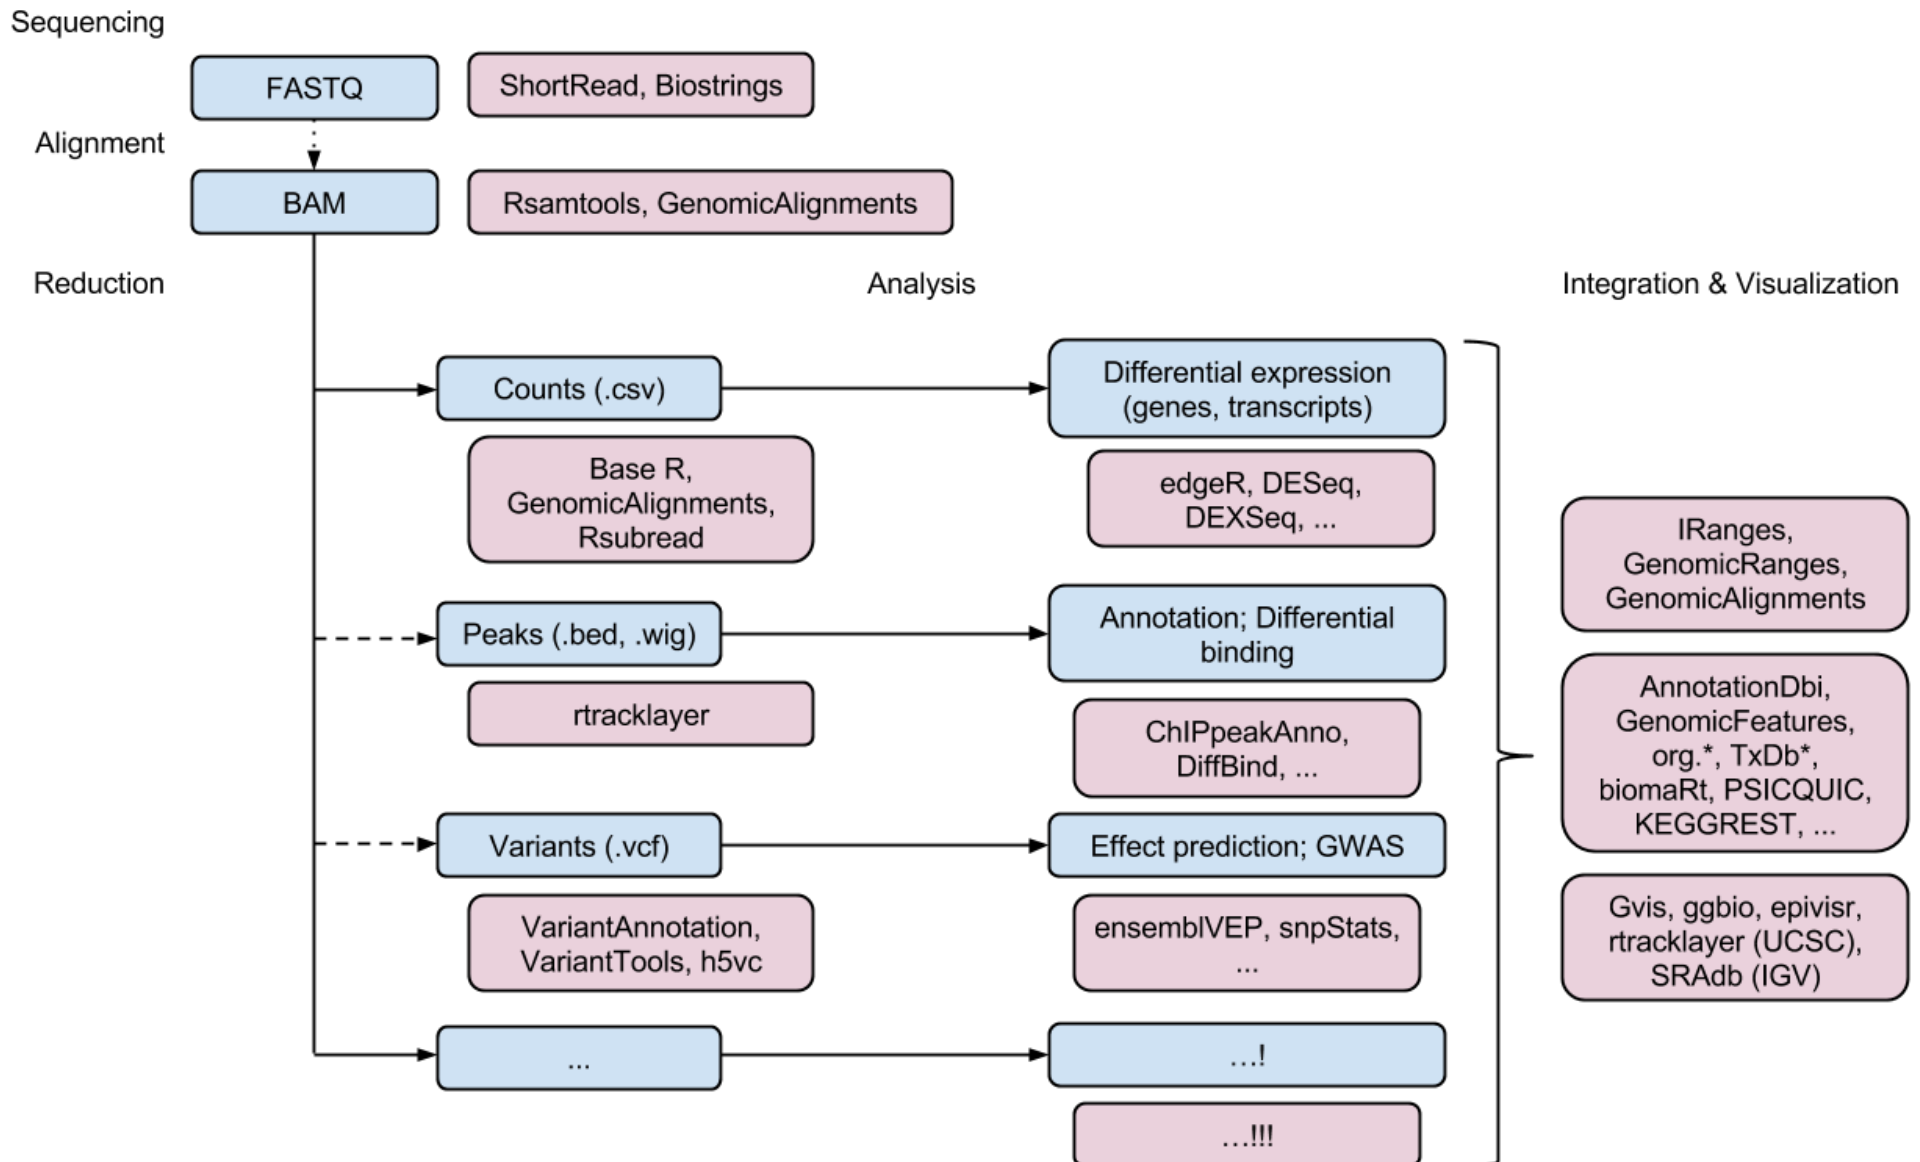 Sequencing
FASTQ
ShortRead, Biostrings
Alignment
BAM
Rsamtools, GenomicAlignments
Reduction
Analysis
Integration & Visualization
Counts (.csv)
Differential expression
(genes, transcripts)
Base R,
GenomicAlignments,
Rsubread
edgeR, DESeq,
DEXSeq, ...
Peaks (.bed, .wig)
Annotation; Differential
binding
rtracklayer
ChIPpeakAnno,
DiffBind, ...
Variants (.vcf)
Effect prediction; GWAS
VariantAnnotation,
VariantTools, h5vc
ensemblVEP, snpStats,
...
...
...!
...!!!
IRanges,
GenomicRanges,
GenomicAlignments
AnnotationDbi,
GenomicFeatures,
org.*, TxDb*,
biomaRt, PSICQUIC,
KEGGREST, ...
Gvis, ggbio, epivisr,
rtracklayer (UCSC),
SRAdb (IGV)